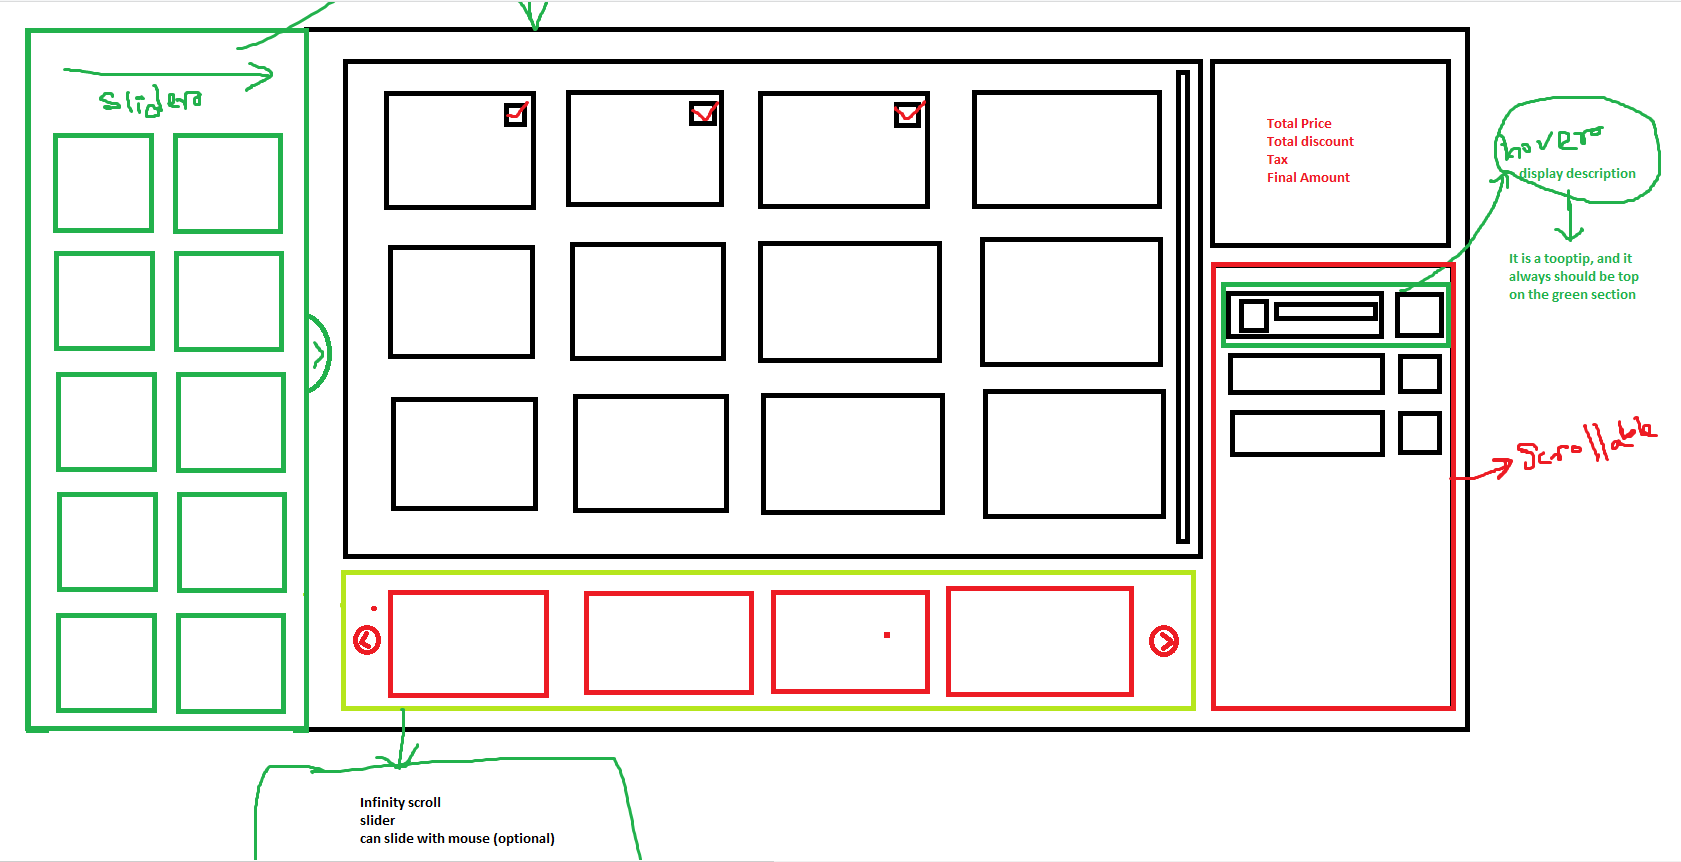 slider
Total Price
Total discount
Tax
Final Amount
hover
display description
It is a tooptip, and it
always should be top
on the green section
Scrollable
Infinity scroll
slider
can slide with mouse (optional)